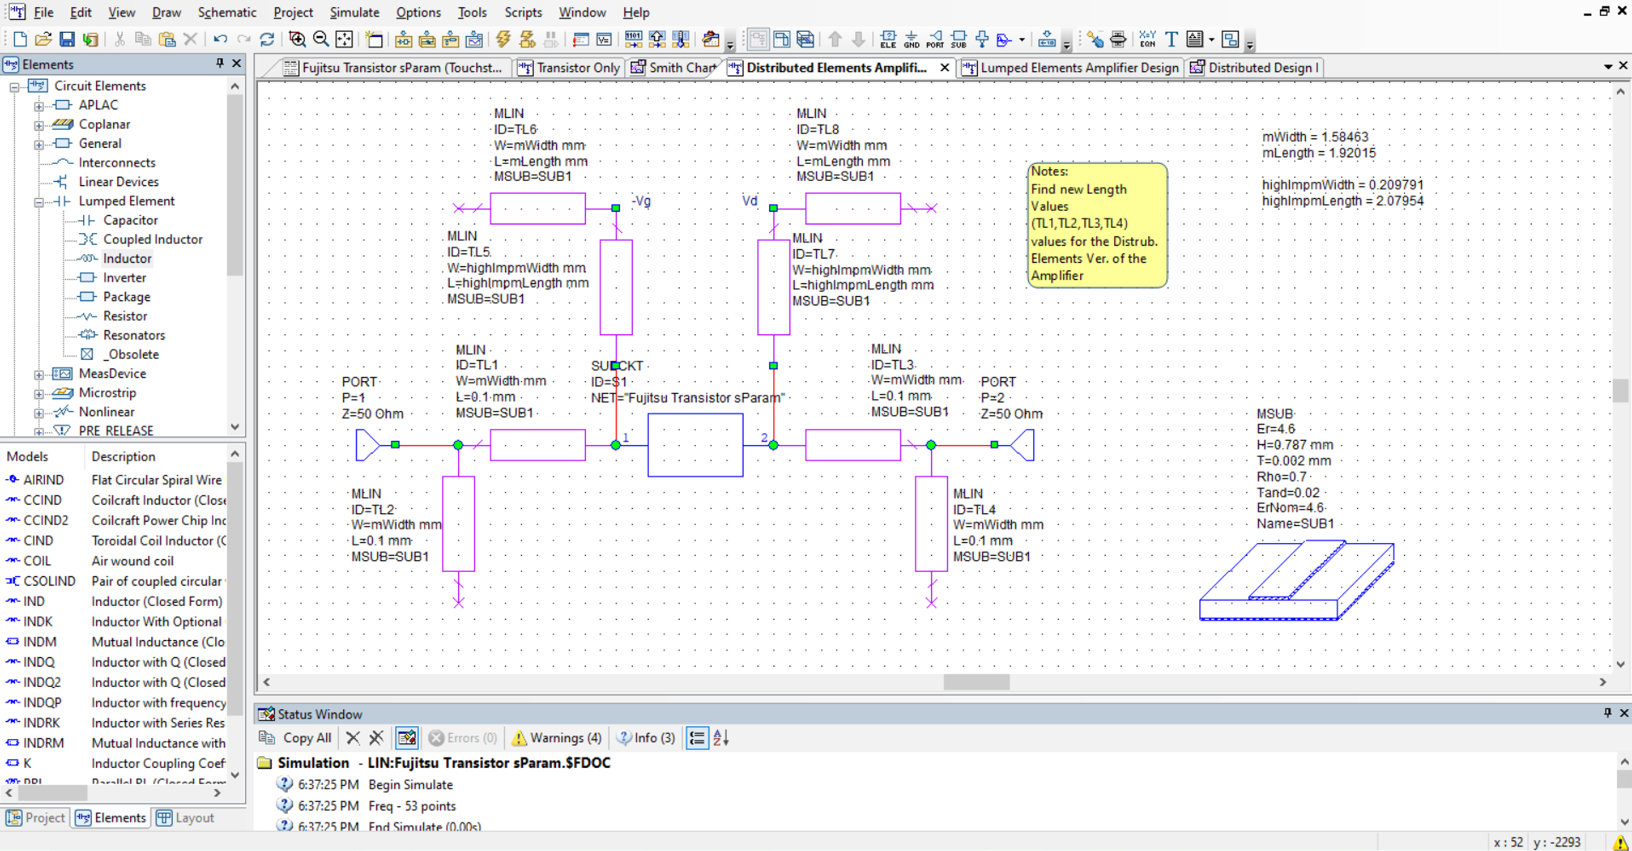 File Edit View Draw Schematic Project Simulate Options Tools Scripts Window Help
ELE GND PORT SUB
X=Y EQN T
Elements
Fujitsu Transistor sParam (Touchst... Transistor Only Smith Chart Distributed Elements Amplifi... Lumped Elements Amplifier Design Distributed Design I
Circuit Elements
APLAC
Coplanar
General
Interconnects
Linear Devices
Lumped Element
Capacitor
Coupled Inductor
Inductor
Inverter
Package
Resistor
Resonators
_Obsolete
MeasDevice
Microstrip
Nonlinear
PRE RELEASE
Models Description
AIRIND Flat Circular Spiral Wire
CCIND Coilcraft Inductor (Close
CCIND2 Coilcraft Power Chip Inc
CIND Toroidal Coil Inductor (C
COIL Air wound coil
CSOLIND Pair of coupled circular
IND Inductor (Closed Form)
INDK Inductor With Optional
INDM Mutual Inductance (Clo
INDQ Inductor with Q (Closed
INDQ2 Inductor with Q (Closed
INDQP Inductor with frequency
INDRK Inductor with Series Res
INDRM Mutual Inductance with
K Inductor Coupling Coef
PRL Parallel RL (Closed Form
Project Elements Layout
MLIN
ID=TL6
W=mWidth mm
L=mLength mm
MSUB=SUB1
MLIN
ID=TL8
W=mWidth mm
L=mLength mm
MSUB=SUB1
-Vg
Vd
MLIN
ID=TL5
W=highImpmWidth mm
L=highImpmLength mm
MSUB=SUB1
MLIN
ID=TL7
W=highImpmWidth mm
L=highImpmLength mm
MSUB=SUB1
Notes:
Find new Length
Values
(TL1,TL2,TL3,TL4)
values for the Distrub.
Elements Ver. of the
Amplifier
mWidth = 1.58463
mLength = 1.92015
highImpmWidth = 0.209791
highImpmLength = 2.07954
PORT
P=1
Z=50 Ohm
MLIN
ID=TL1
W=mWidth mm
L=0.1 mm
MSUB=SUB1
SUBCKT
ID=S1
NET="Fujitsu Transistor sParam"
1
2
MLIN
ID=TL3
W=mWidth mm
L=0.1 mm
MSUB=SUB1
PORT
P=2
Z=50 Ohm
MLIN
ID=TL2
W=mWidth mm
L=0.1 mm
MSUB=SUB1
MLIN
ID=TL4
W=mWidth mm
L=0.1 mm
MSUB=SUB1
MSUB
Er=4.6
H=0.787 mm
T=0.002 mm
Rho=0.7
Tand=0.02
ErNom=4.6
Name=SUB1
Status Window
Copy All Errors (0) Warnings (4) Info (3)
Simulation - LIN:Fujitsu Transistor sParam.$FDOC
6:37:25 PM Begin Simulate
6:37:25 PM Freq - 53 points
6:37:25 PM End Simulate (0.00s)
x : 52 y : -2293